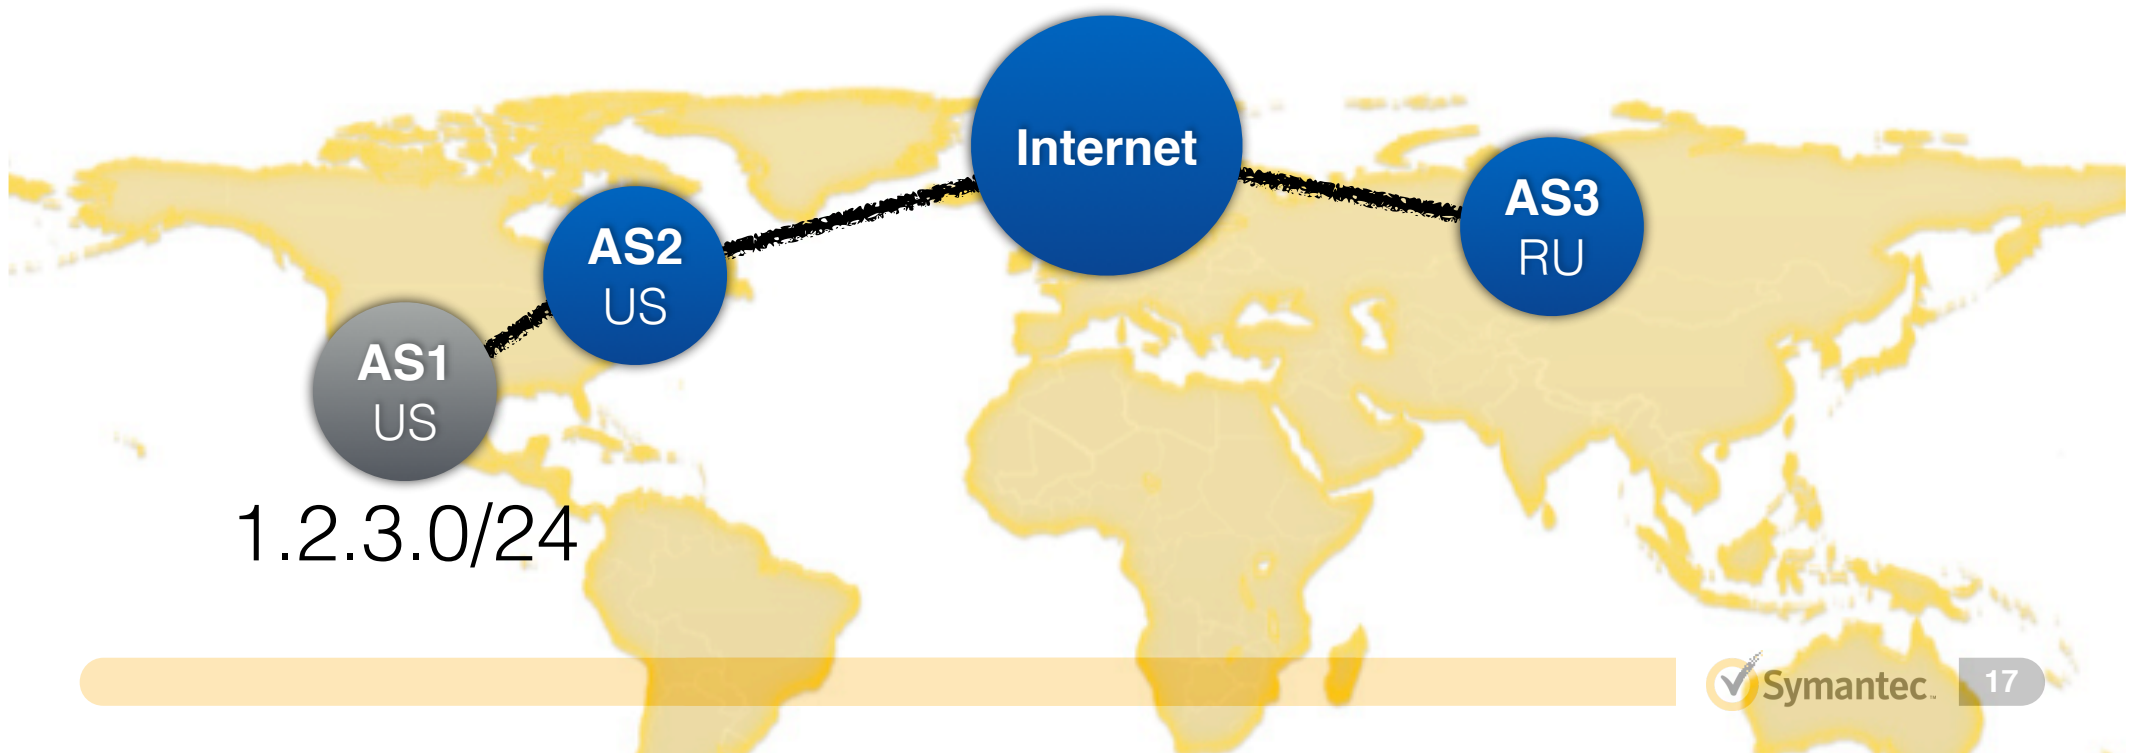 Internet
AS3
RU
AS2
US
AS1
US
1.2.3.0/24
Symantec
17